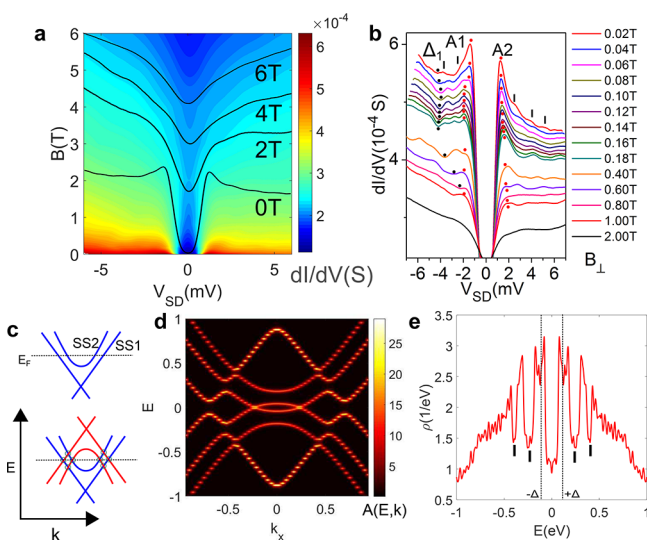 a
×10⁻⁴
6
5
4
3
2
1
0
B(T)
6T
4T
2T
0T
6
5
4
3
2
-5
0
5
V_SD(mV)
dI/dV(S)
b
Δ₁
A1
A2
6
4
dI/dV(10⁻⁴ S)
-6
-4
-2
0
2
4
6
V_SD(mV)
0.02T
0.04T
0.06T
0.08T
0.10T
0.12T
0.14T
0.16T
0.18T
0.40T
0.60T
0.80T
1.00T
2.00T
B⊥
c
SS2
SS1
E_F
E
k
d
1
0.5
0
-0.5
-1
E
-0.5
0
0.5
k_x
25
20
15
10
5
0
A(E,k)
e
3.5
3
2.5
2
1.5
1
0.5
ρ(1/eV)
-Δ
+Δ
-1
-0.5
0
0.5
1
E(eV)